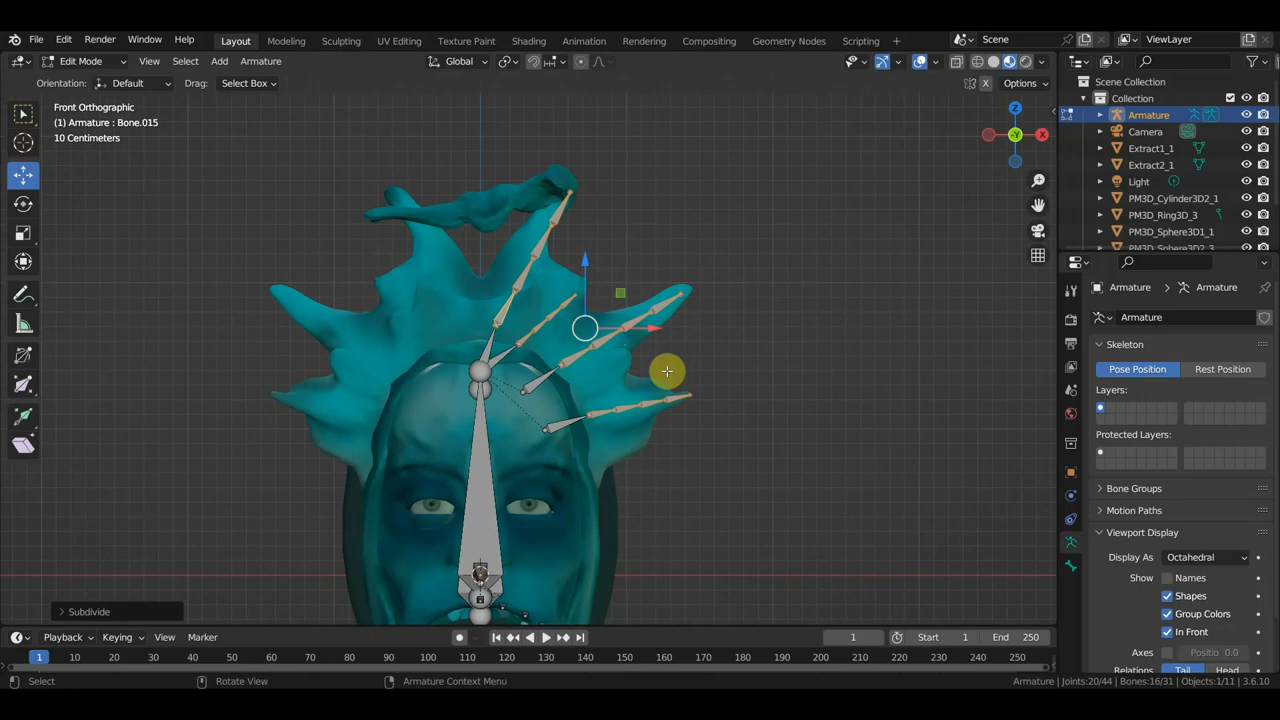 File Edit Render Window Help Layout Modeling Sculpting UV Editing Texture Paint Shading Animation Rendering Compositing Geometry Nodes Scripting + Scene ViewLayer
Edit Mode View Select Add Armature Global
Orientation: Default Drag: Select Box X Options
Front Orthographic
(1) Armature : Bone.015
10 Centimeters
Z
Y
X
Subdivide
Scene Collection
Collection
Armature
Camera
Extract1_1
Extract2_1
Light
PM3D_Cylinder3D2_1
PM3D_Ring3D_3
PM3D_Sphere3D1_1
PM3D_Sphere3D2_3
Armature > Armature
Armature
Skeleton
Pose Position Rest Position
Layers:
Protected Layers:
Bone Groups
Motion Paths
Viewport Display
Display As Octahedral
Show Names
Shapes
Group Colors
In Front
Axes Positio 0.0
Relations Tail Head
Playback Keying View Marker 1 Start 1 End 250
1 10 20 30 40 50 60 70 80 90 100 110 120 130 140 150 160 170 180 190 200 210 220 230 240 250
Select Rotate View Armature Context Menu Armature | Joints:20/44 | Bones:16/31 | Objects:1/11 | 3.6.10